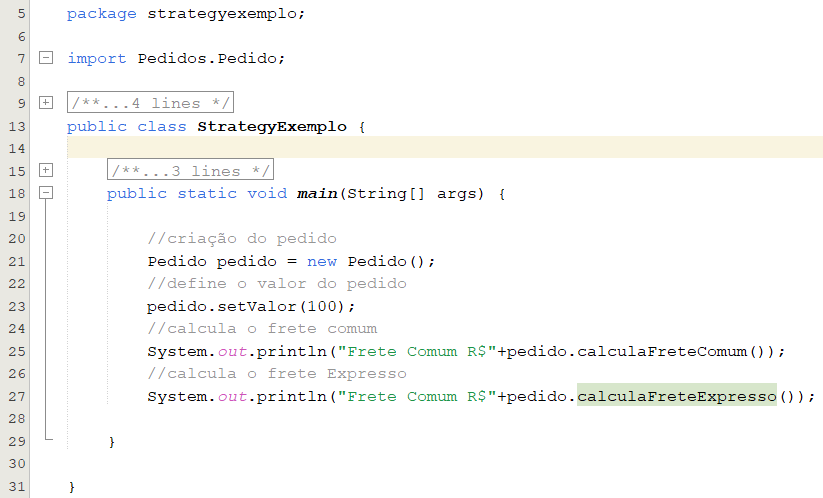 5 package strategyexemplo;
6
7 import Pedidos.Pedido;
8
9 /**...4 lines */
13 public class StrategyExemplo {
14
15 /**...3 lines */
18 public static void main(String[] args) {
19
20 //criação do pedido
21 Pedido pedido = new Pedido();
22 //define o valor do pedido
23 pedido.setValor(100);
24 //calcula o frete comum
25 System.out.println("Frete Comum R$"+pedido.calculaFreteComum());
26 //calcula o frete Expresso
27 System.out.println("Frete Comum R$"+pedido.calculaFreteExpresso());
28
29 }
30
31 }